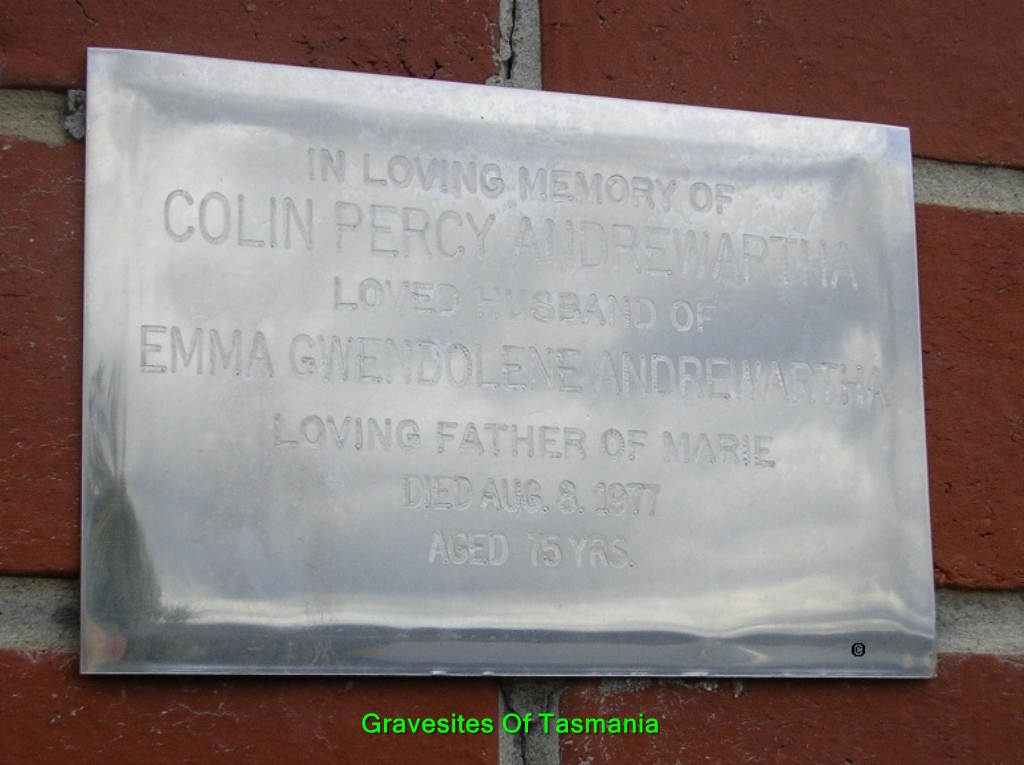 IN LOVING MEMORY OF
COLIN PERCY ANDREWARTHA
LOVED HUSBAND OF
EMMA GWENDOLENE ANDREWARTHA
LOVING FATHER OF MARIE
DIED AUG. 8. 1977
AGED 75 YRS.
©
Gravesites Of Tasmania